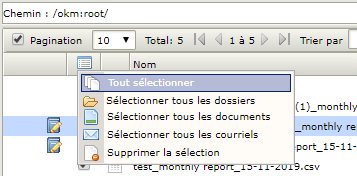 Chemin : /okm:root/
Pagination 10 Total: 5 1 à 5 Trier par
Nom
Tout sélectionner
Sélectionner tous les dossiers
(1)_monthly
Sélectionner tous les documents
_monthly re
Sélectionner tous les courriels
port_15-11-
Supprimer la sélection
test_monthly report_15-11-2019.csv